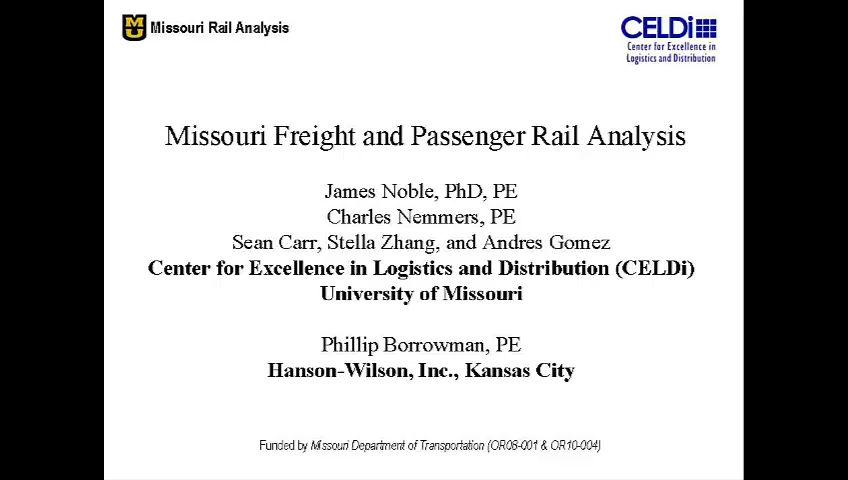 MU Missouri Rail Analysis
CELDi
Center for Excellence in
Logistics and Distribution
Missouri Freight and Passenger Rail Analysis
James Noble, PhD, PE
Charles Nemmers, PE
Sean Carr, Stella Zhang, and Andres Gomez
Center for Excellence in Logistics and Distribution (CELDi)
University of Missouri
Phillip Borrowman, PE
Hanson-Wilson, Inc., Kansas City
Funded by Missouri Department of Transportation (OR08-001 & OR10-004)